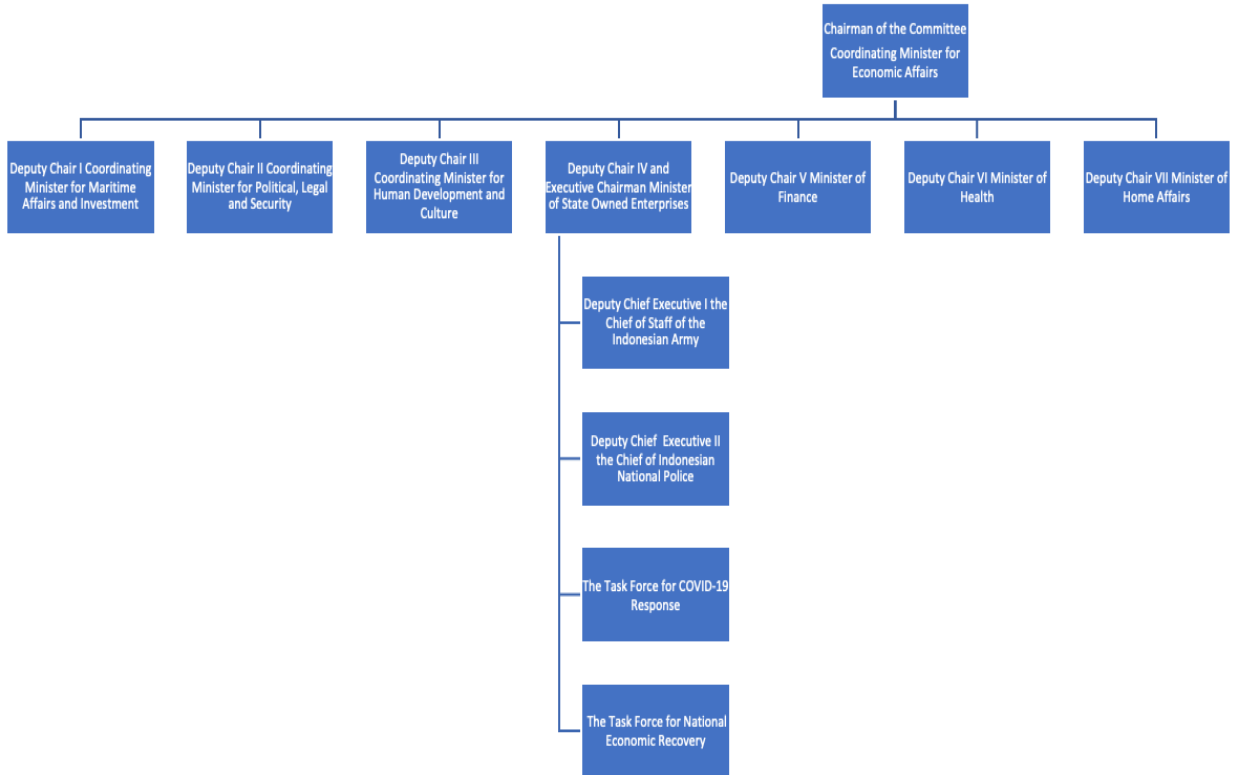 Chairman of the Committee
Coordinating Minister for
Economic Affairs
Deputy Chair I Coordinating
Minister for Maritime
Affairs and Investment
Deputy Chair II Coordinating
Minister for Political, Legal
and Security
Deputy Chair III
Coordinating Minister for
Human Development and
Culture
Deputy Chair IV and
Executive Chairman Minister
of State Owned Enterprises
Deputy Chair V Minister of
Finance
Deputy Chair VI Minister of
Health
Deputy Chair VII Minister of
Home Affairs
Deputy Chief Executive I the
Chief of Staff of the
Indonesian Army
Deputy Chief Executive II
the Chief of Indonesian
National Police
The Task Force for COVID-19
Response
The Task Force for National
Economic Recovery